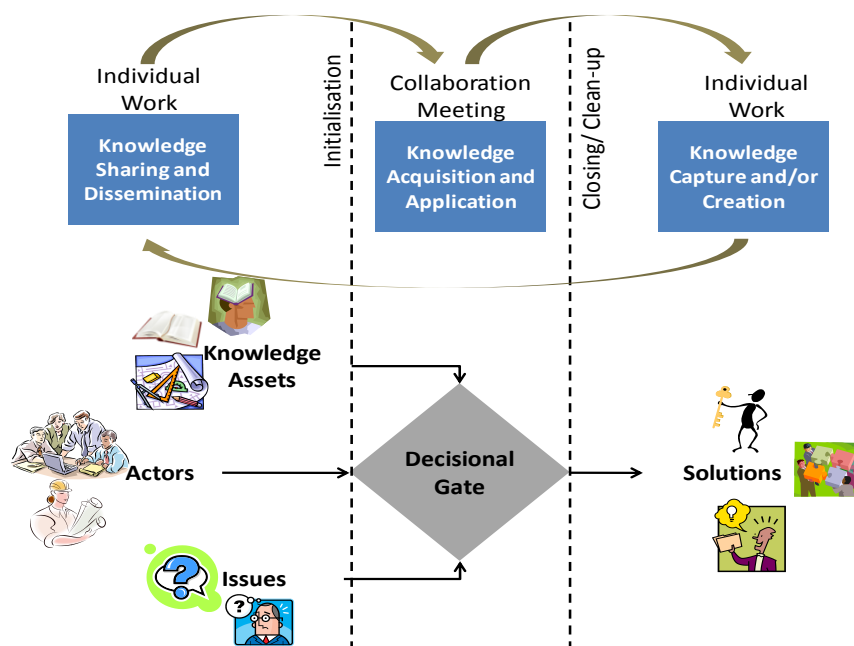 Individual
Work
Knowledge
Sharing and
Dissemination
Initialisation
Collaboration
Meeting
Knowledge
Acquisition and
Application
Closing/ Clean-up
Individual
Work
Knowledge
Capture and/or
Creation
Knowledge
Assets
Actors
Decisional
Gate
Solutions
?
Issues
?